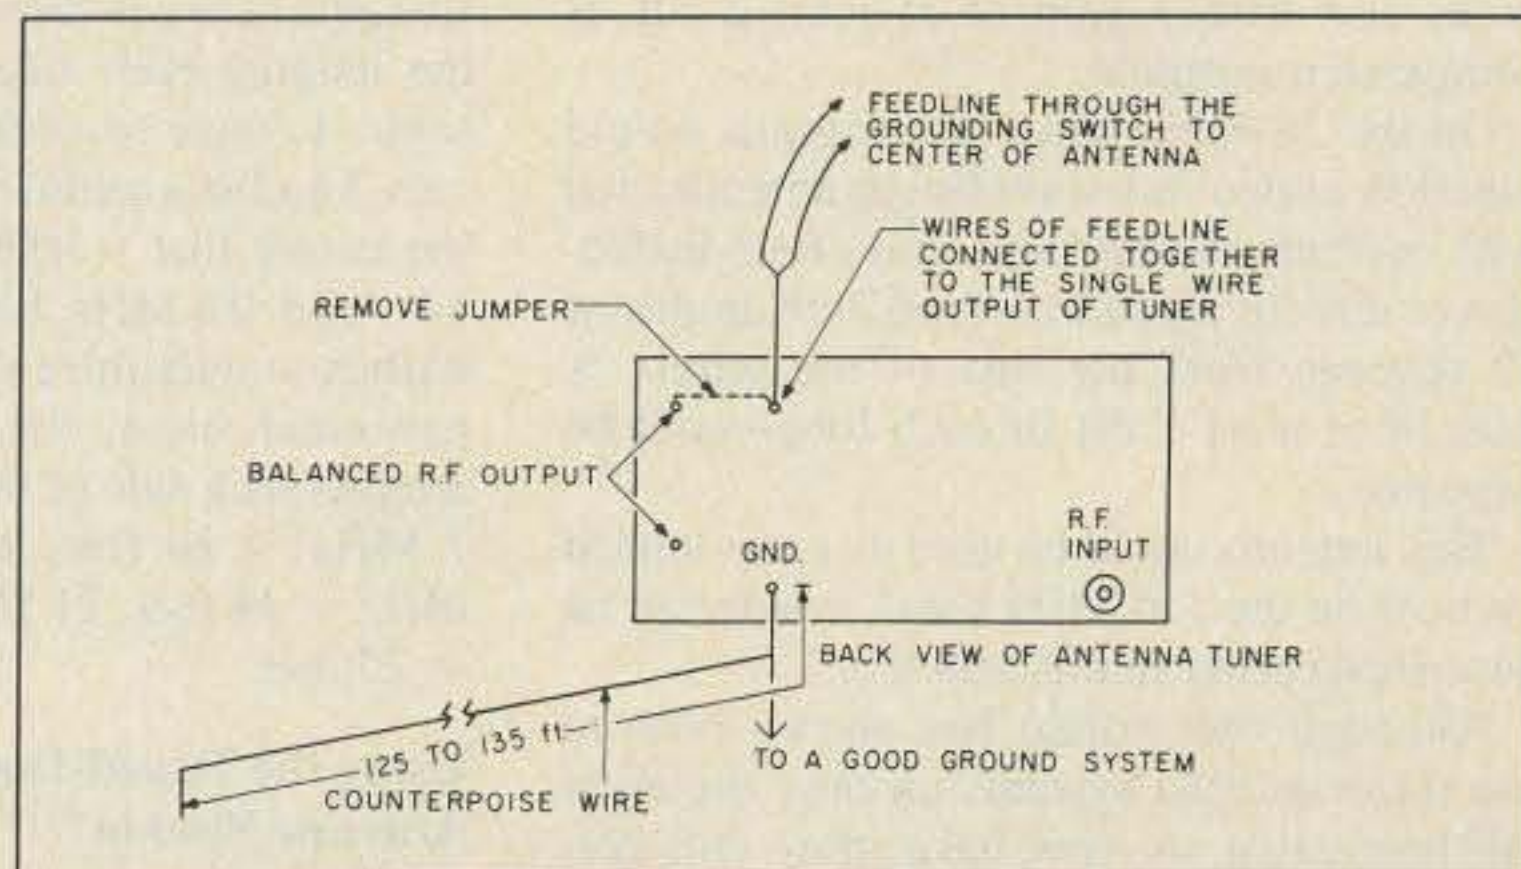 FEEDLINE THROUGH THE
GROUNDING SWITCH TO
CENTER OF ANTENNA
WIRES OF FEEDLINE
CONNECTED TOGETHER
TO THE SINGLE WIRE
OUTPUT OF TUNER
REMOVE JUMPER
BALANCED R.F. OUTPUT
GND.
R.F.
INPUT
BACK VIEW OF ANTENNA TUNER
125 TO 135 ft
COUNTERPOISE WIRE
TO A GOOD GROUND SYSTEM